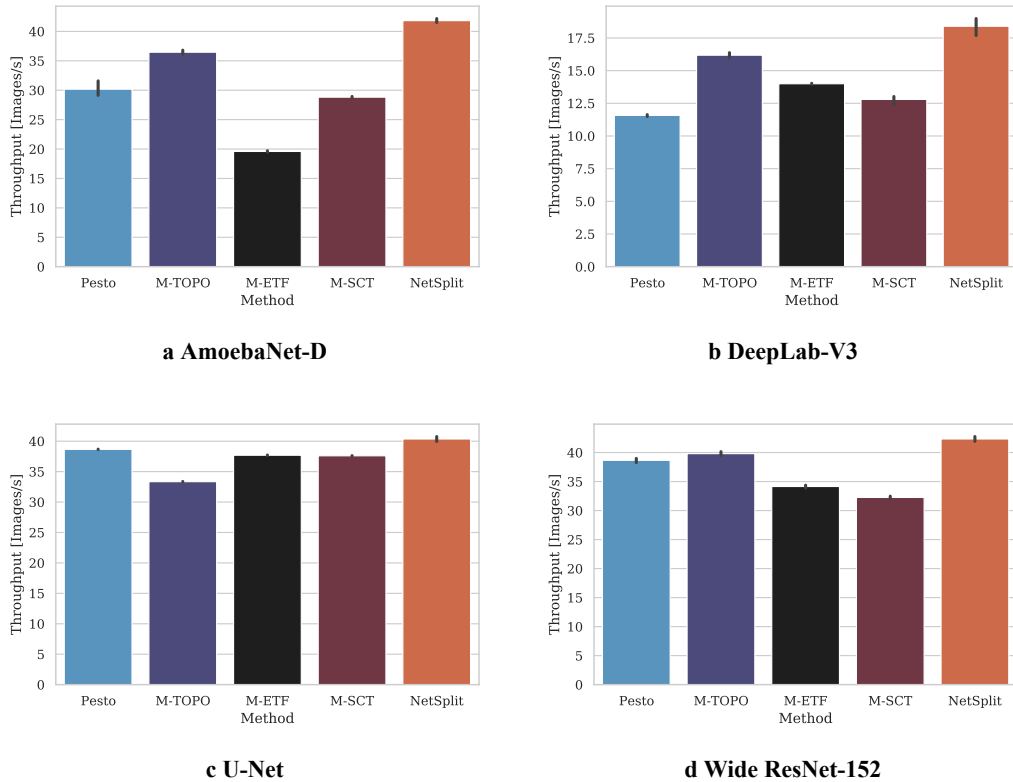 40
35
30
25
20
15
10
5
0
Throughput [Images/s]
Pesto M-TOPO M-ETF M-SCT NetSplit
Method
a AmoebaNet-D
17.5
15.0
12.5
10.0
7.5
5.0
2.5
0.0
Throughput [Images/s]
Pesto M-TOPO M-ETF M-SCT NetSplit
Method
b DeepLab-V3
40
35
30
25
20
15
10
5
0
Throughput [Images/s]
Pesto M-TOPO M-ETF M-SCT NetSplit
Method
c U-Net
40
35
30
25
20
15
10
5
0
Throughput [Images/s]
Pesto M-TOPO M-ETF M-SCT NetSplit
Method
d Wide ResNet-152